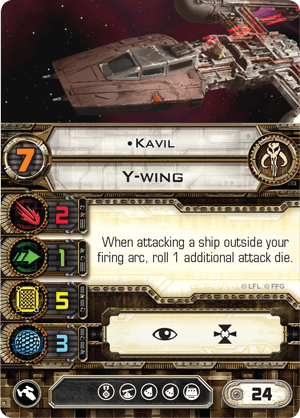 • Kavil
7
Y-wing
2
When attacking a ship outside your
firing arc, roll 1 additional attack die.
1
© LFL © FFG
5
3
24